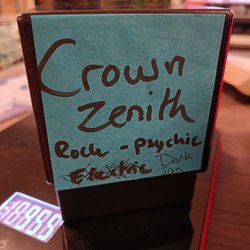 Crown
Zenith
Rock - psychic
Electric Dark